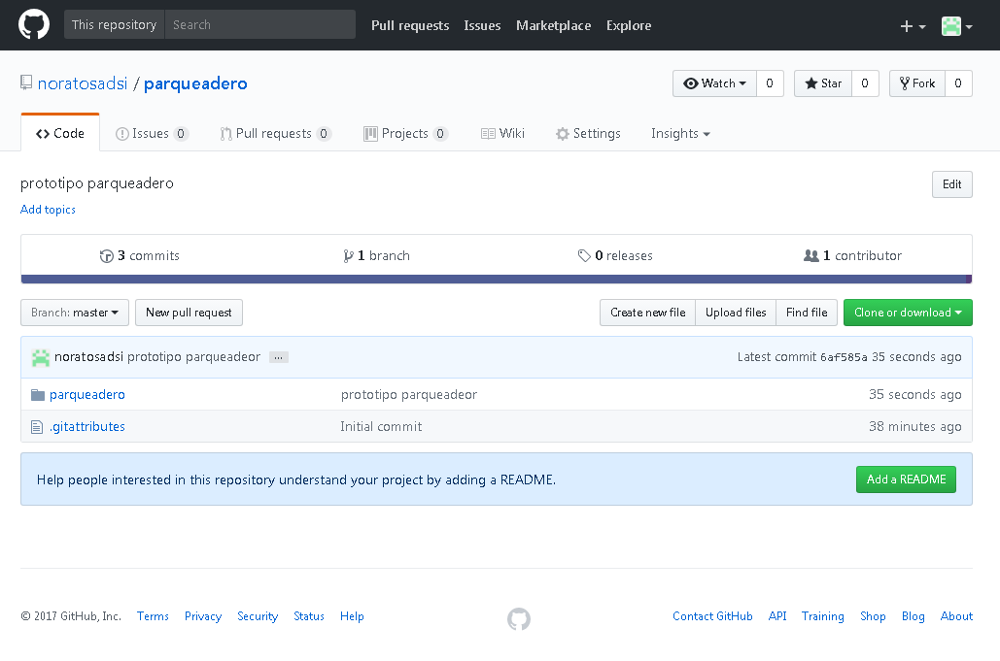 This repository Search Pull requests Issues Marketplace Explore
noratosadsi / parqueadero Watch 0 Star 0 Fork 0
Code Issues 0 Pull requests 0 Projects 0 Wiki Settings Insights
prototipo parqueadero Edit
Add topics
3 commits 1 branch 0 releases 1 contributor
Branch: master New pull request Create new file Upload files Find file Clone or download
noratosadsi prototipo parqueadeor … Latest commit 6af585a 35 seconds ago
parqueadero prototipo parqueadeor 35 seconds ago
.gitattributes Initial commit 38 minutes ago
Help people interested in this repository understand your project by adding a README. Add a README
© 2017 GitHub, Inc. Terms Privacy Security Status Help Contact GitHub API Training Shop Blog About